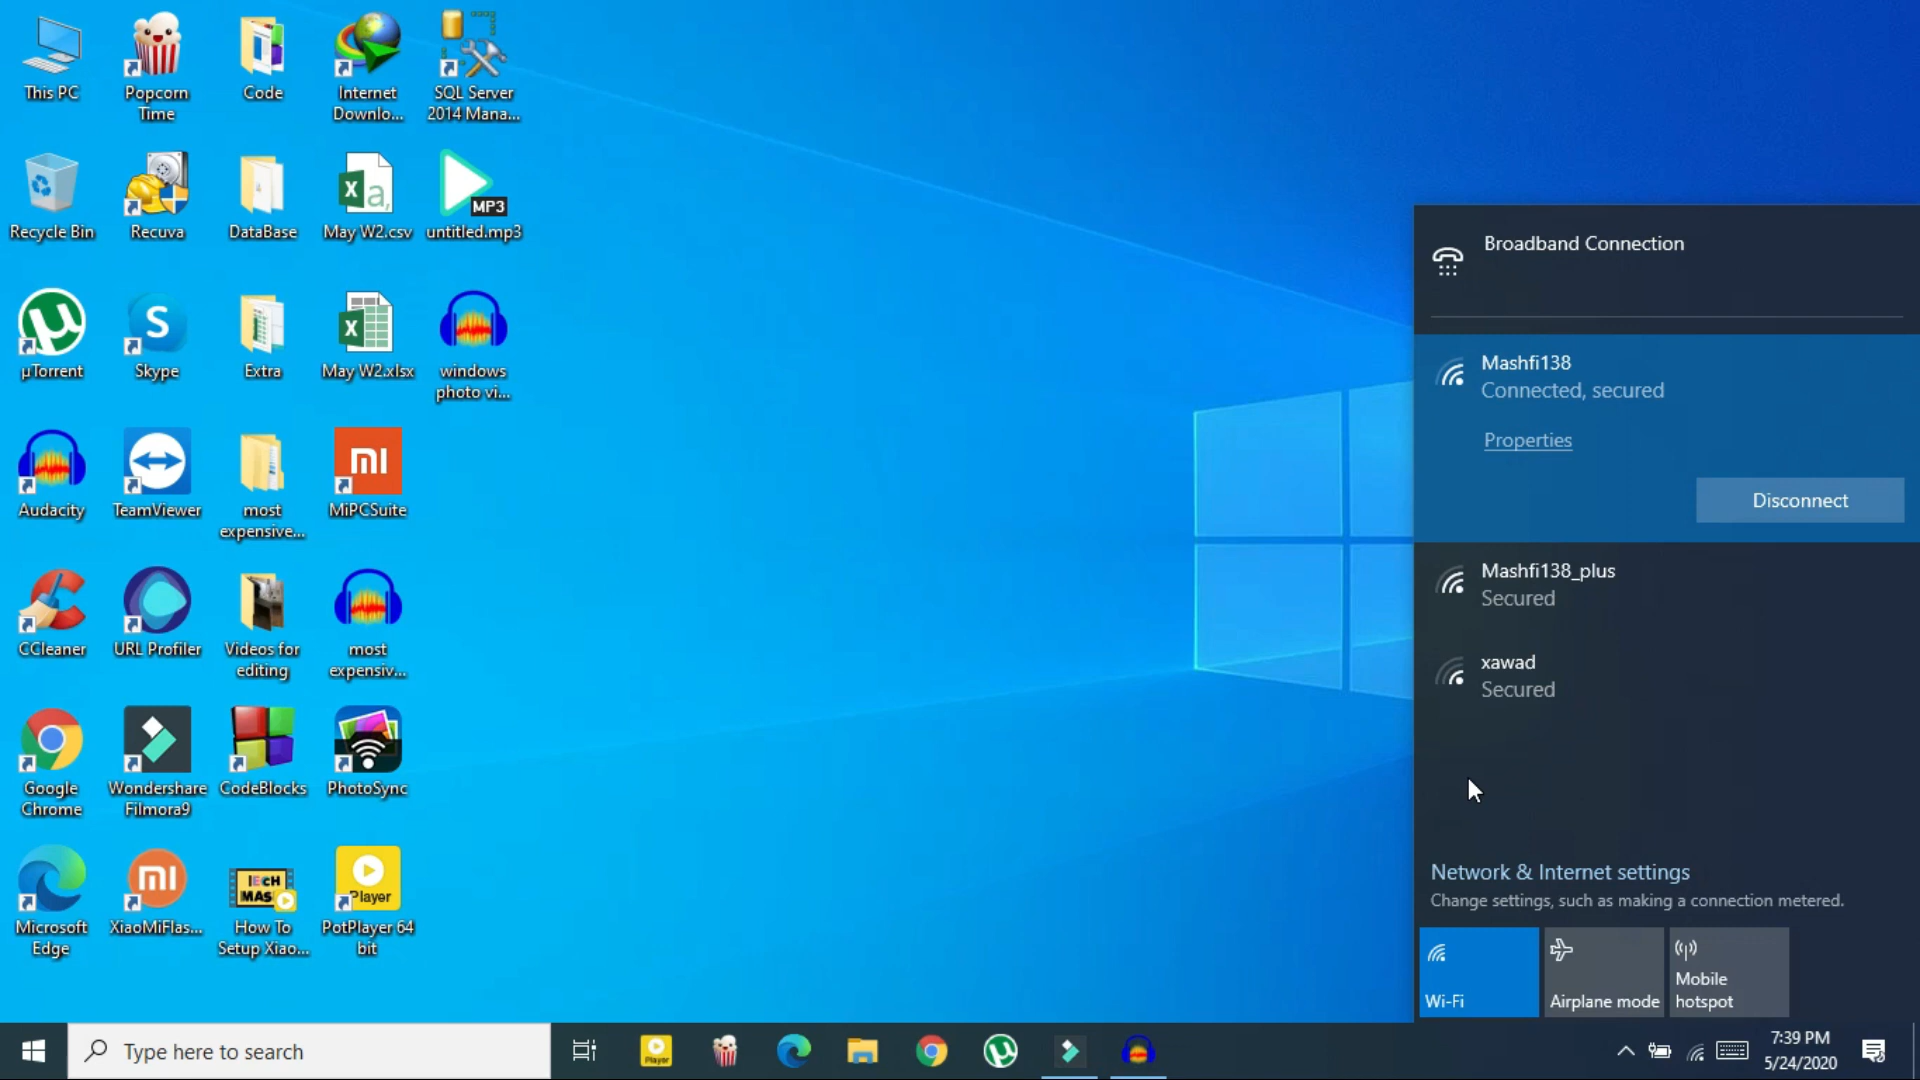 This PC
Popcorn
Time
Code
Internet
Downlo...
SQL Server
2014 Mana...
Recycle Bin
Recuva
DataBase
May W2.csv
MP3
untitled.mp3
µTorrent
Skype
Extra
May W2.xlsx
windows
photo vi...
Audacity
TeamViewer
most
expensive...
MiPCSuite
CCleaner
URL Profiler
Videos for
editing
most
expensiv...
Google
Chrome
Wondershare
Filmora9
CodeBlocks
PhotoSync
Microsoft
Edge
XiaoMiFlas...
How To
Setup Xiao...
Player
PotPlayer 64
bit
Broadband Connection
Mashfi138
Connected, secured
Properties
Disconnect
Mashfi138_plus
Secured
xawad
Secured
Network & Internet settings
Change settings, such as making a connection metered.
Wi-Fi
Airplane mode
Mobile
hotspot
Type here to search
Player
7:39 PM
5/24/2020